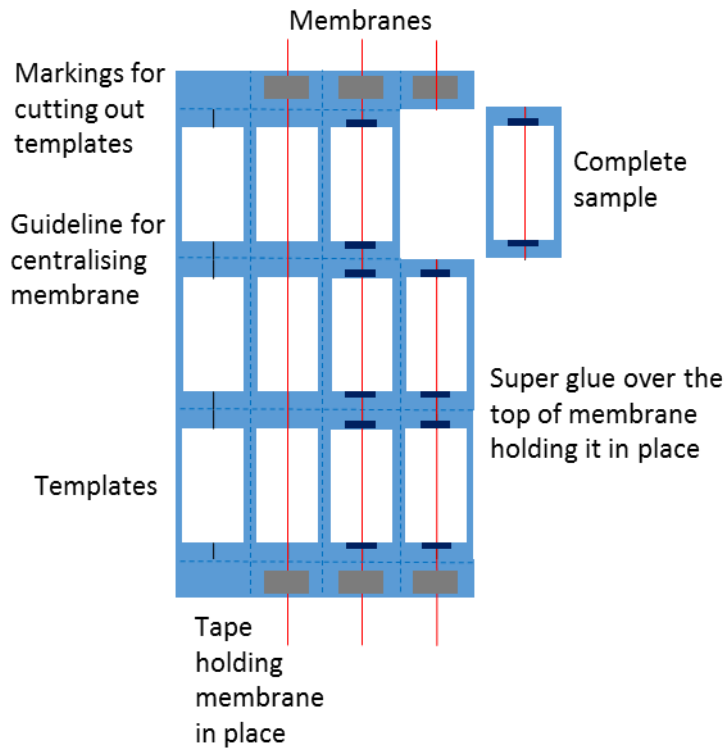 Membranes
Markings for
cutting out
templates
Complete
sample
Guideline for
centralising
membrane
Super glue over the
top of membrane
holding it in place
Templates
Tape
holding
membrane
in place